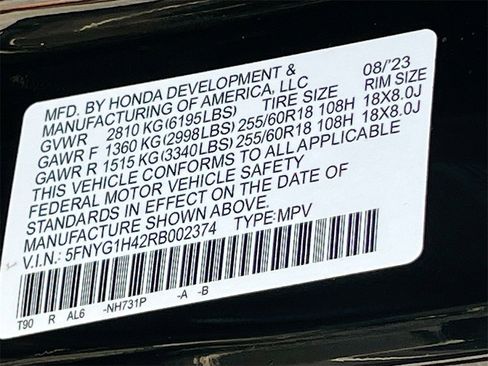 MFD. BY HONDA DEVELOPMENT & 08/'23
MANUFACTURING OF AMERICA, LLC RIM SIZE
GVWR 2810 KG(6195LBS) TIRE SIZE
GAWR F 1360 KG(2998LBS) 255/60R18 108H 18X8.0J
GAWR R 1515 KG(3340LBS) 255/60R18 108H 18X8.0J
THIS VEHICLE CONFORMS TO ALL APPLICABLE
FEDERAL MOTOR VEHICLE SAFETY
STANDARDS IN EFFECT ON THE DATE OF
MANUFACTURE SHOWN ABOVE.
V.I.N.: 5FNYG1H42RB002374 TYPE:MPV
T90 R AL6 -NH731P -A -B